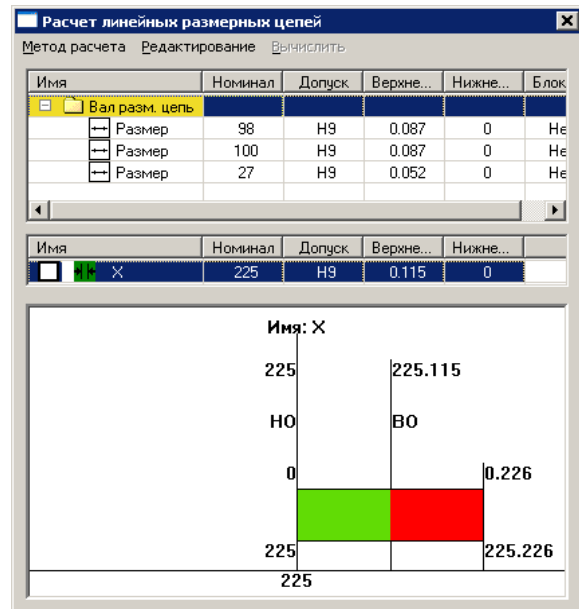 Расчет линейных размерных цепей
Метод расчета Редактирование Вычислить
Имя Номинал Допуск Верхне... Нижне... Блок
Вал разм. цепь
Размер 98 H9 0.087 0 Не
Размер 100 H9 0.087 0 Не
Размер 27 H9 0.052 0 Не
Имя Номинал Допуск Верхне... Нижне...
X 225 H9 0.115 0
Имя: X
225 225.115
НО ВО
0 0.226
225 225.226
225